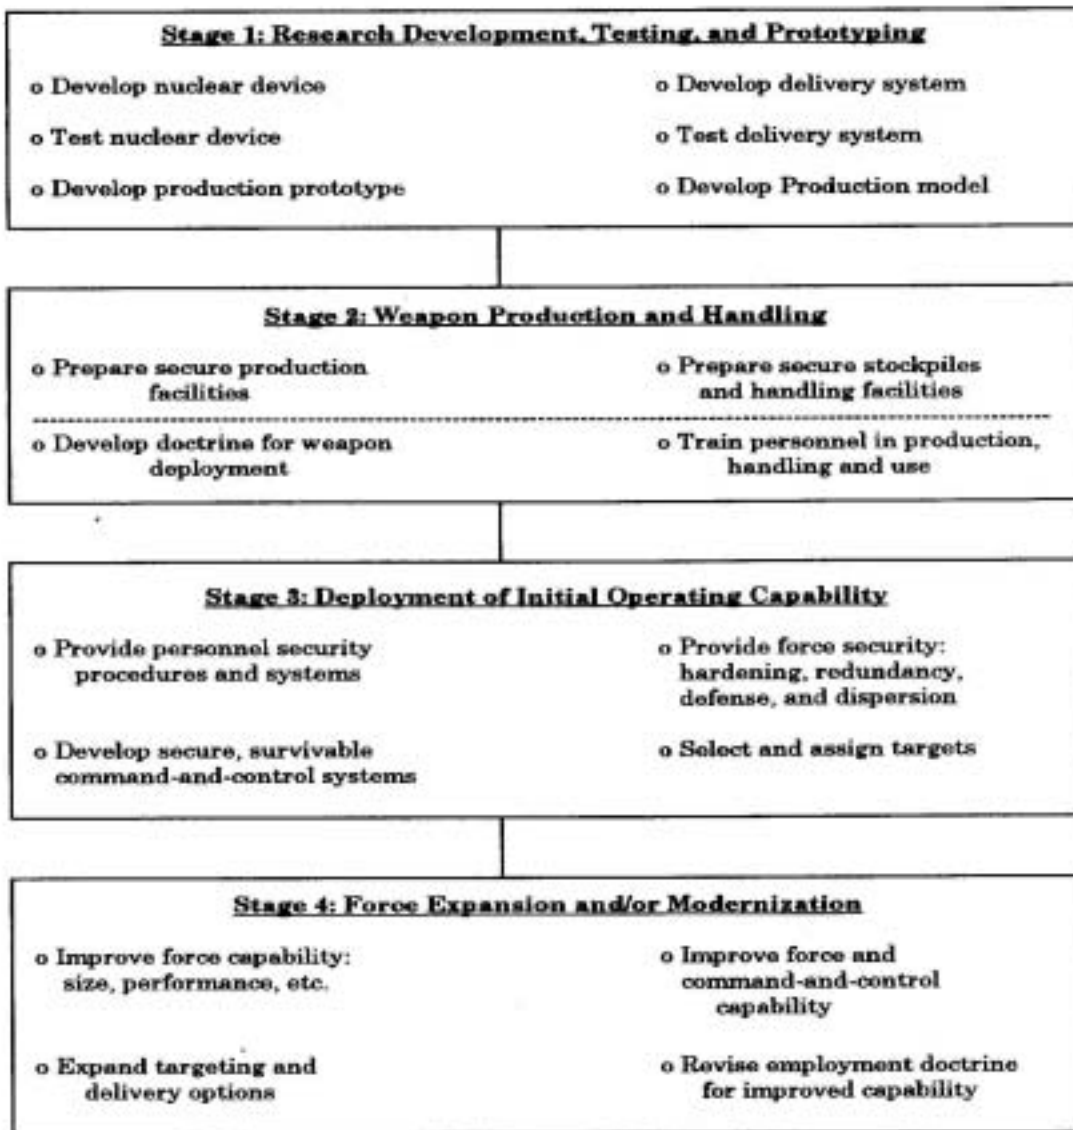 Stage 1: Research Development, Testing, and Prototyping
o Develop nuclear device
o Develop delivery system
o Test nuclear device
o Test delivery system
o Develop production prototype
o Develop Production model
Stage 2: Weapon Production and Handling
o Prepare secure production
facilities
o Prepare secure stockpiles
and handling facilities
o Develop doctrine for weapon
deployment
o Train personnel in production,
handling and use
Stage 3: Deployment of Initial Operating Capability
o Provide personnel security
procedures and systems
o Provide force security:
hardening, redundancy,
defense, and dispersion
o Develop secure, survivable
command-and-control systems
o Select and assign targets
Stage 4: Force Expansion and/or Modernization
o Improve force capability:
size, performance, etc.
o Improve force and
command-and-control
capability
o Expand targeting and
delivery options
o Revise employment doctrine
for improved capability